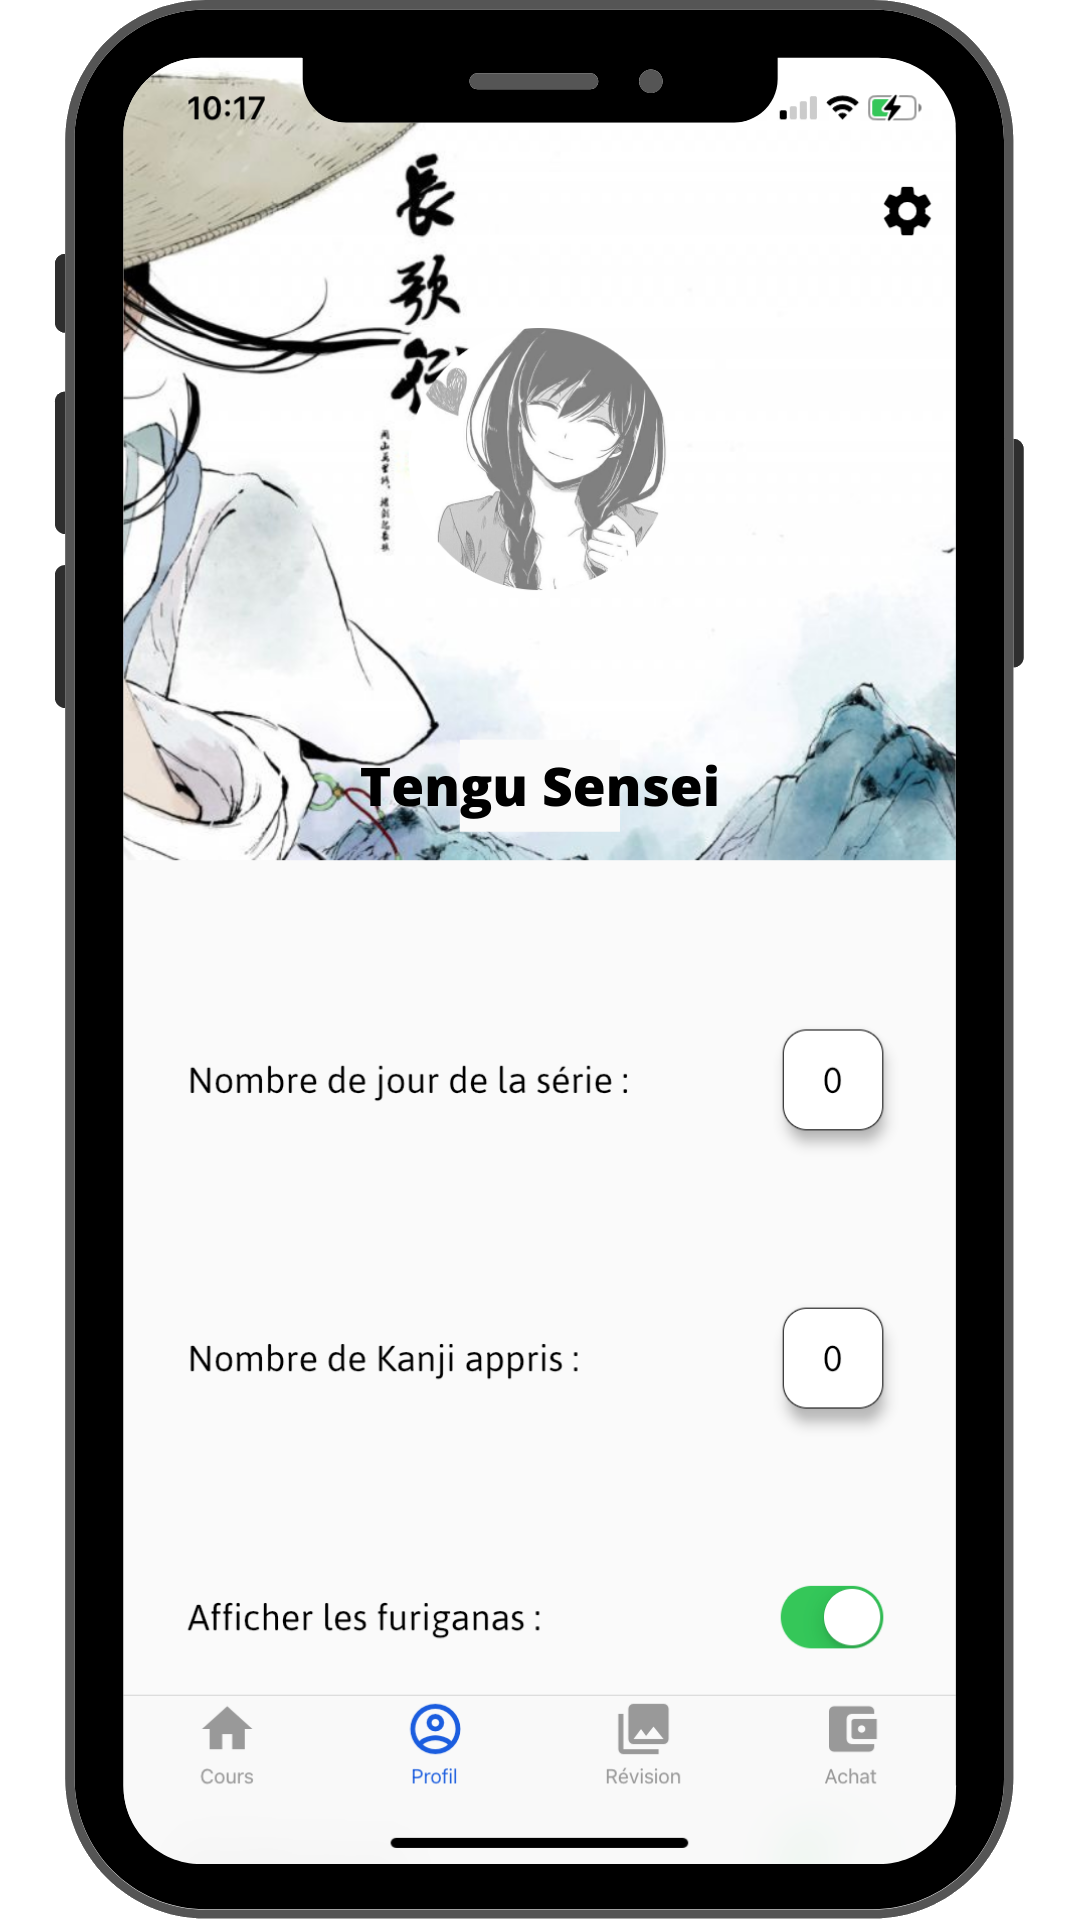 10:17
長
歌
行
Tengu Sensei
Nombre de jour de la série :
0
Nombre de Kanji appris :
0
Afficher les furiganas :
Cours
Profil
Révision
Achat